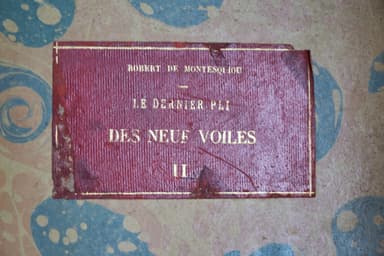 ROBERT DE MONTESQUIOU
LE DERNIER PLI
DES NEUF VOILES
II